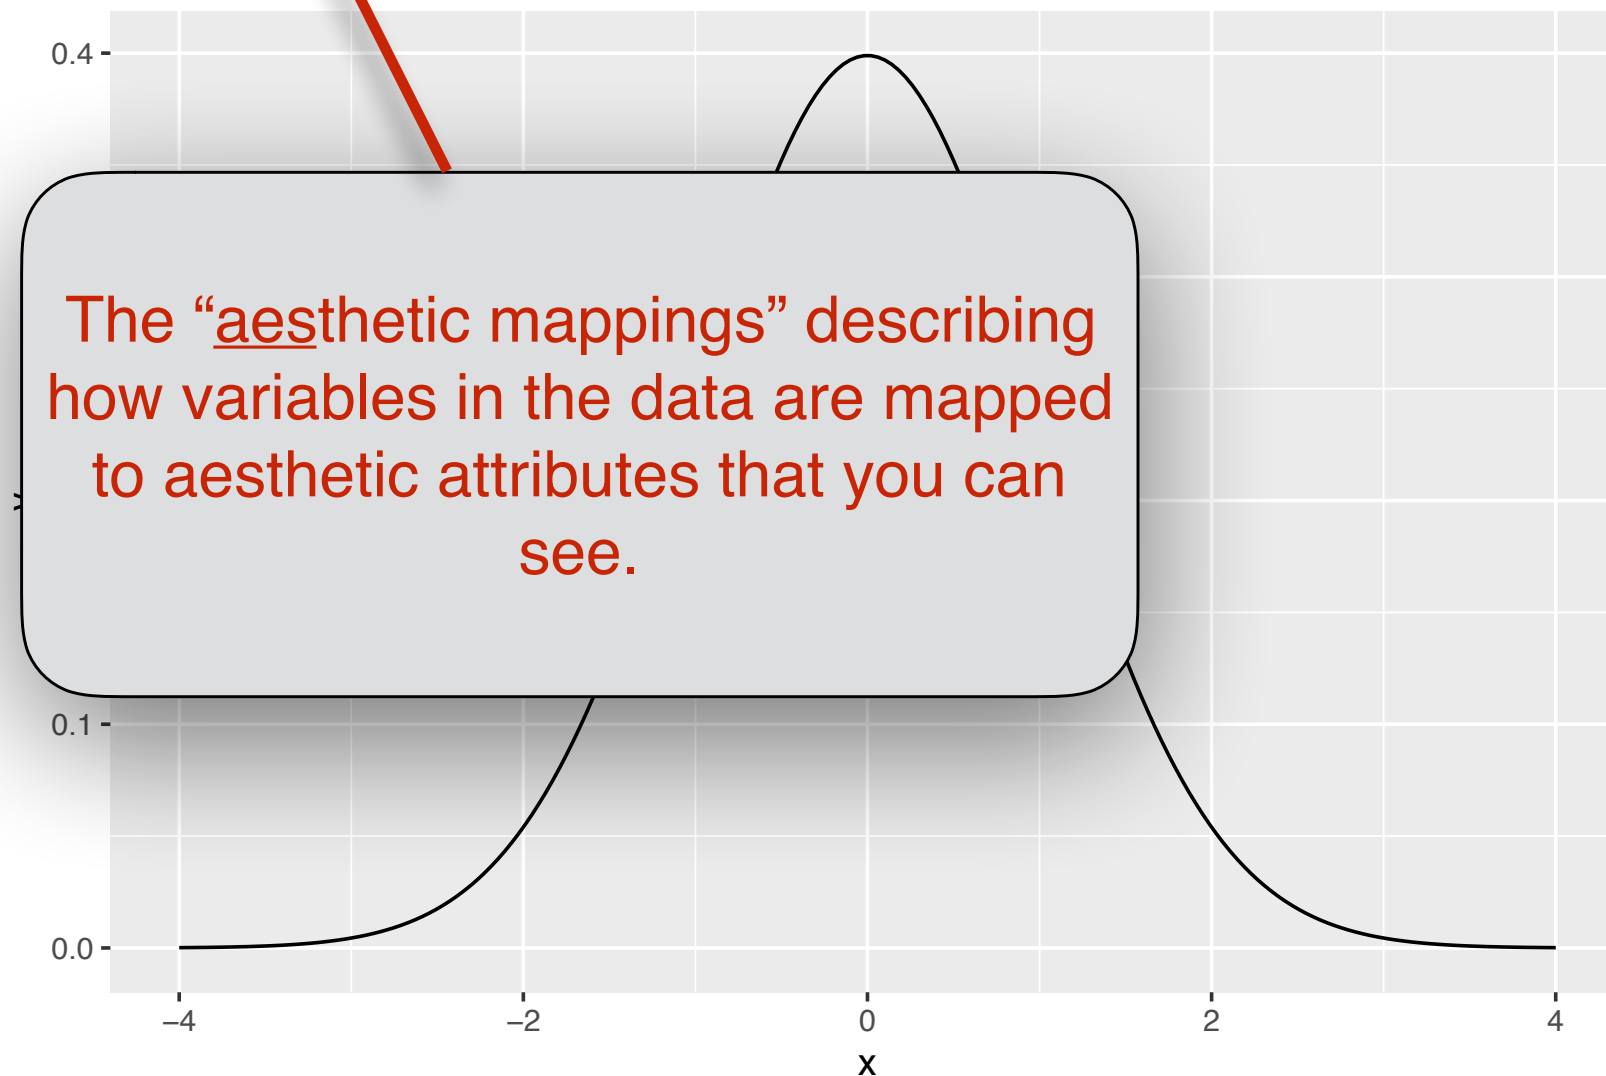 0.4
The “aesthetic mappings” describing
how variables in the data are mapped
to aesthetic attributes that you can
see.
0.1
0.0
−4 −2 0 2 4
x